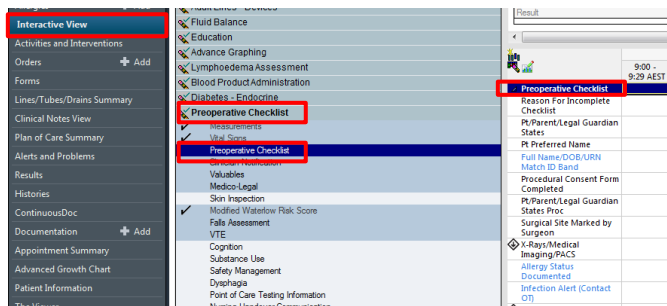 Interactive View
Activities and Interventions
Orders
Add
Forms
Lines/Tubes/Drains Summary
Clinical Notes View
Plan of Care Summary
Alerts and Problems
Results
Histories
ContinuousDoc
Documentation
Add
Appointment Summary
Advanced Growth Chart
Patient Information
Fluid Balance
Education
Advance Graphing
Lymphoedema Assessment
Blood Product Administration
Diabetes - Endocrine
Preoperative Checklist
Measurements
Vital Signs
Preoperative Checklist
Clinician Notification
Valuables
Medico-Legal
Skin Inspection
Modified Waterlow Risk Score
Falls Assessment
VTE
Cognition
Substance Use
Safety Management
Dysphagia
Point of Care Testing Information
Nursing Handover Communication
Result
9:00 -
9:29 AEST
Preoperative Checklist
Reason For Incomplete
Checklist
Pt/Parent/Legal Guardian
States
Pt Preferred Name
Full Name/DOB/URN
Match ID Band
Procedural Consent Form
Completed
Pt/Parent/Legal Guardian
States Proc
Surgical Site Marked by
Surgeon
X-Rays/Medical
Imaging/PACS
Allergy Status
Documented
Infection Alert (Contact
OT)